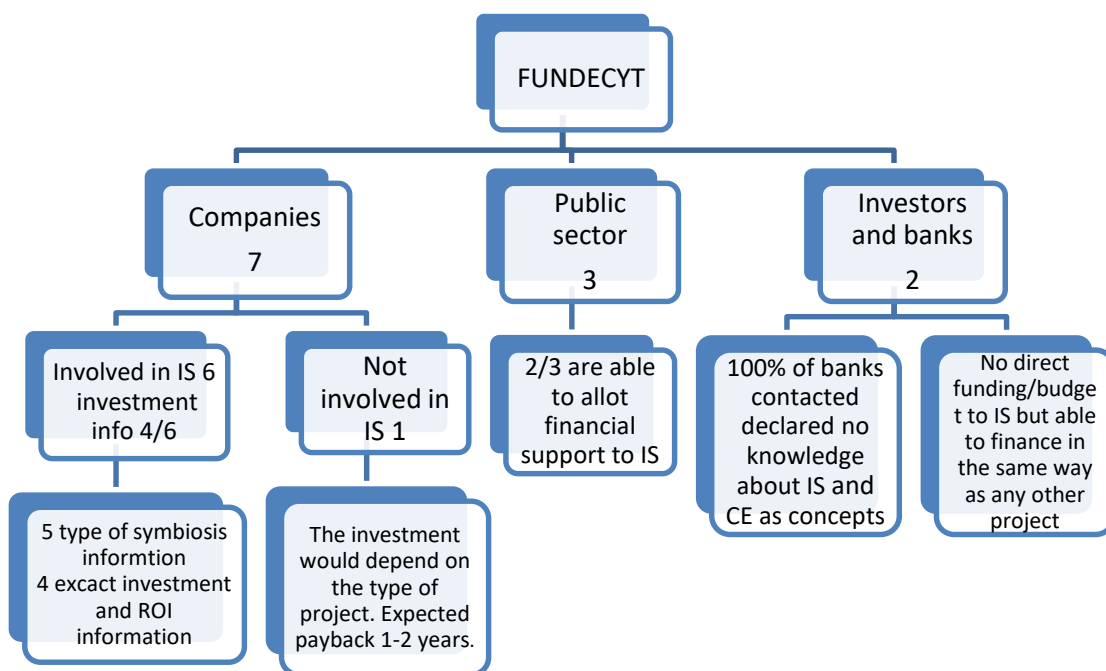 FUNDECYT
Companies
7
Public
sector
3
Investors
and banks
2
Involved in IS 6
investment
info 4/6
Not
involved in
IS 1
2/3 are able
to allot
financial
support to IS
100% of banks
contacted
declared no
knowledge
about IS and
CE as concepts
No direct
funding/budge
t to IS but able
to finance in
the same way
as any other
project
5 type of symbiosis
informtion
4 excact investment
and ROI
information
The investment
would depend on
the type of
project. Expected
payback 1-2 years.